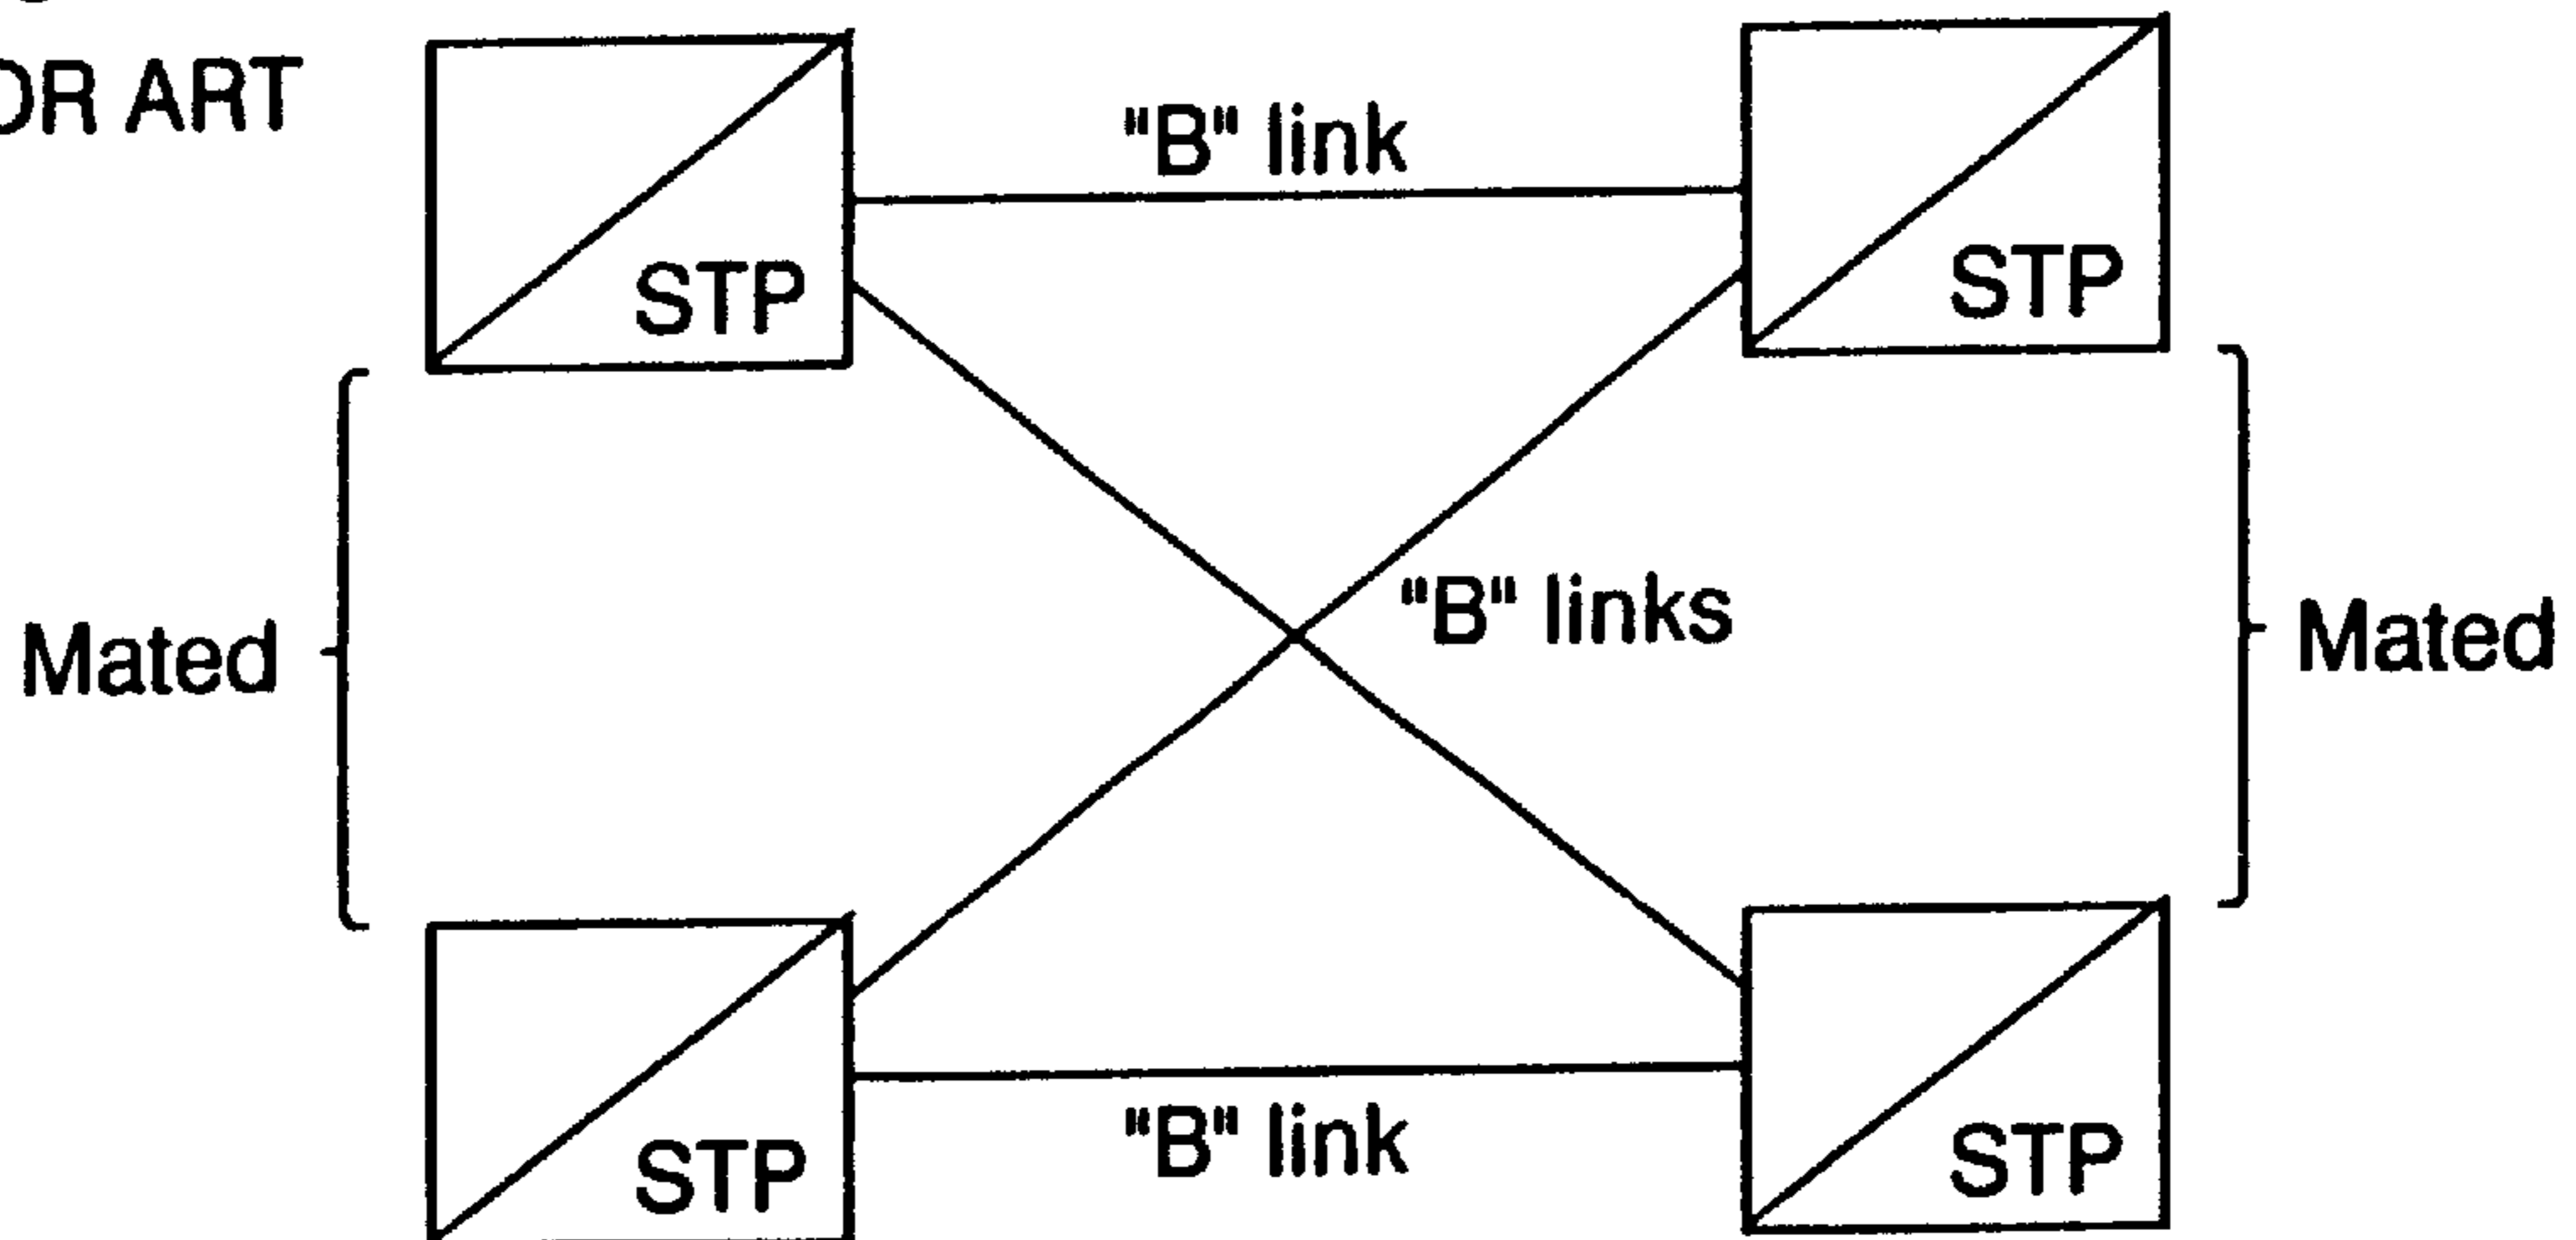 OR ART
"B" link
STP
STP
"B" links
Mated
Mated
"B" link
STP
STP